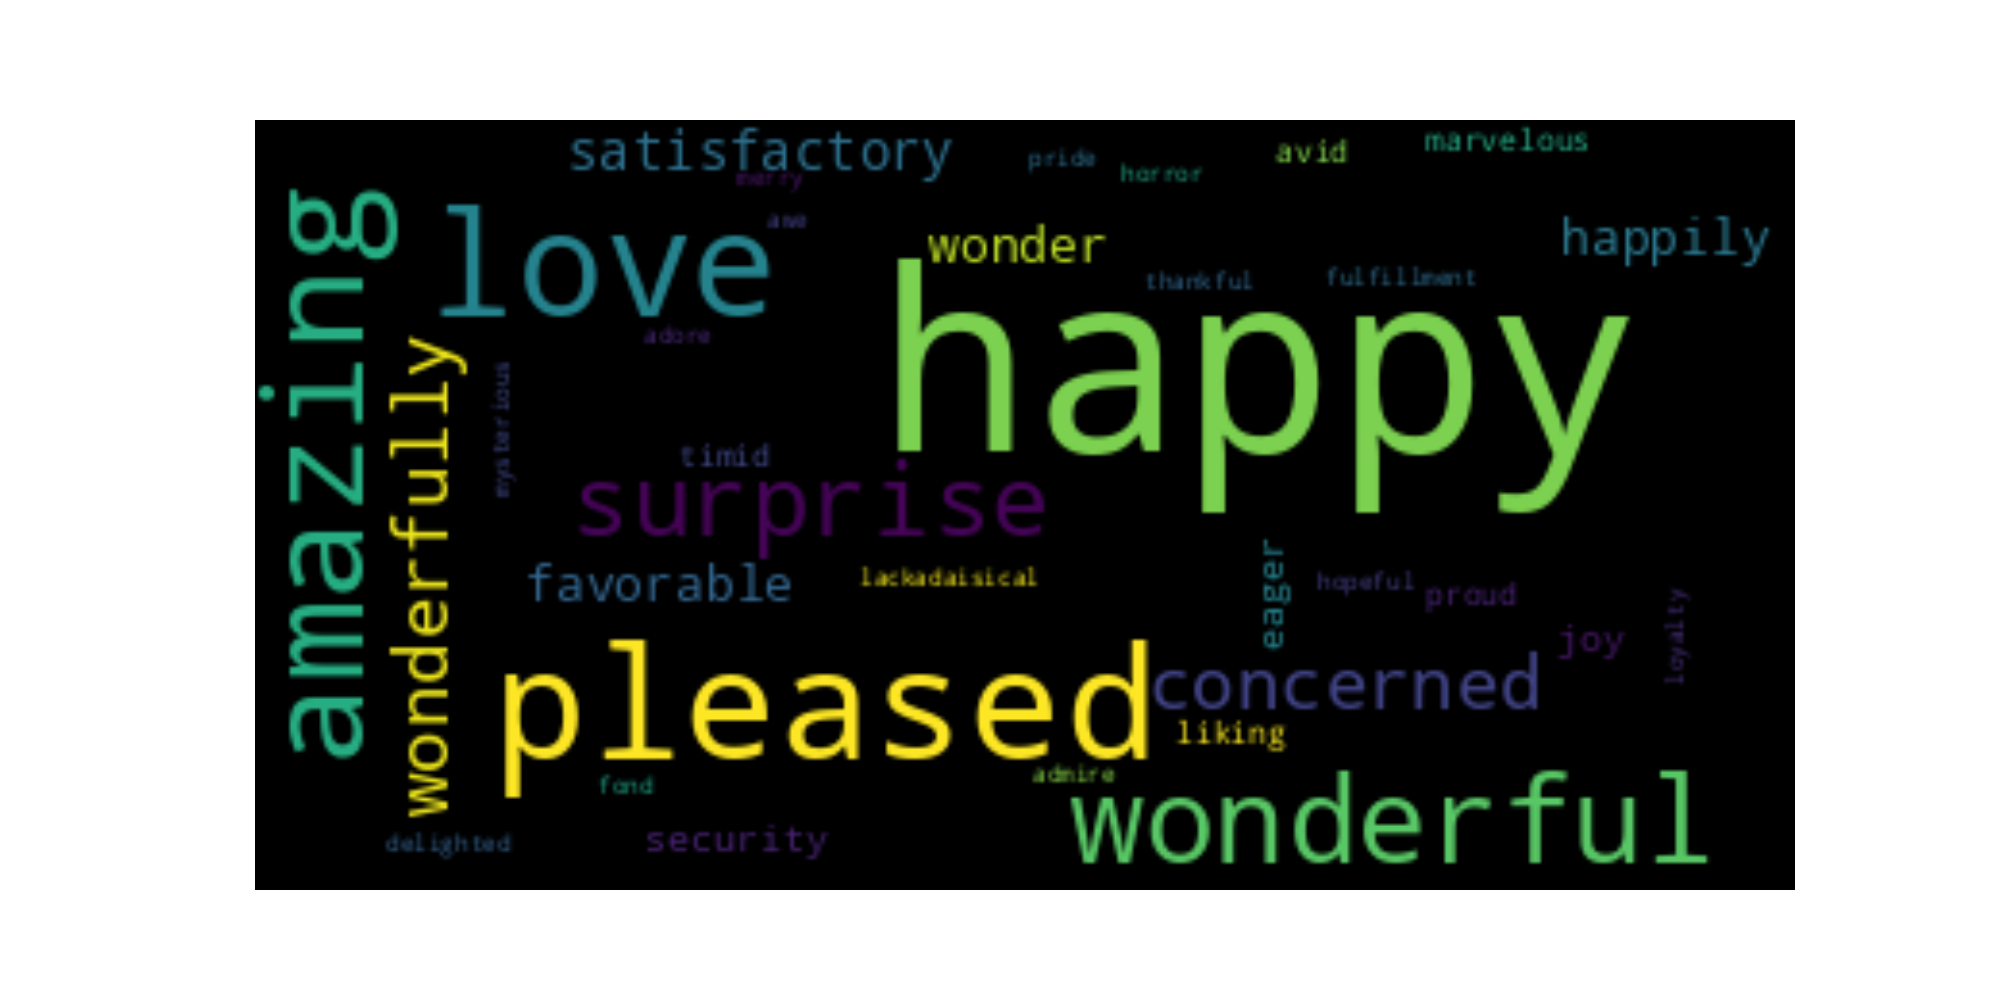 satisfactory
pride
horror
avid
marvelous
merry
love
awe
wonder
happily
amazing
thankful
fulfillment
happy
adore
wonderfully
mysterious
timid
surprise
favorable
lackadaisical
eager
hopeful
proud
joy
loyalty
pleased
concerned
liking
fond
admire
wonderful
delighted
security